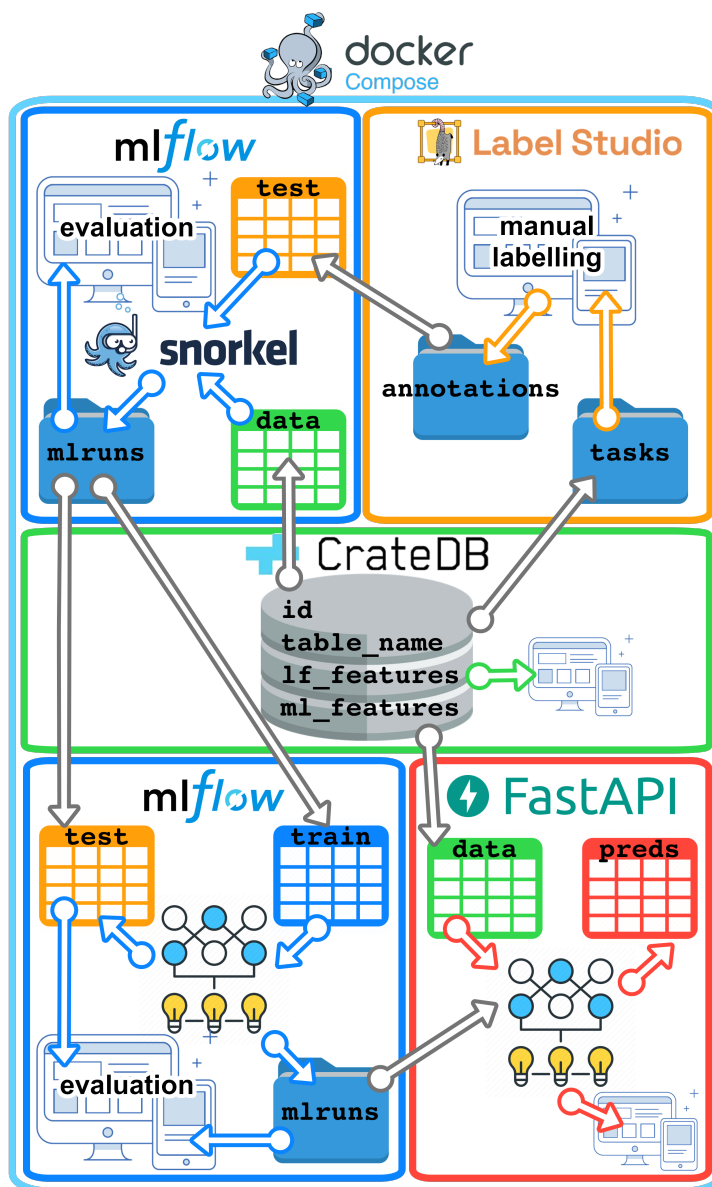 docker
Compose
mlflow
test
evaluation
snorkel
mlruns
data
Label Studio
manual
labelling
annotations
tasks
CrateDB
id
table_name
lf_features
ml_features
mlflow
test
train
evaluation
mlruns
FastAPI
data
preds